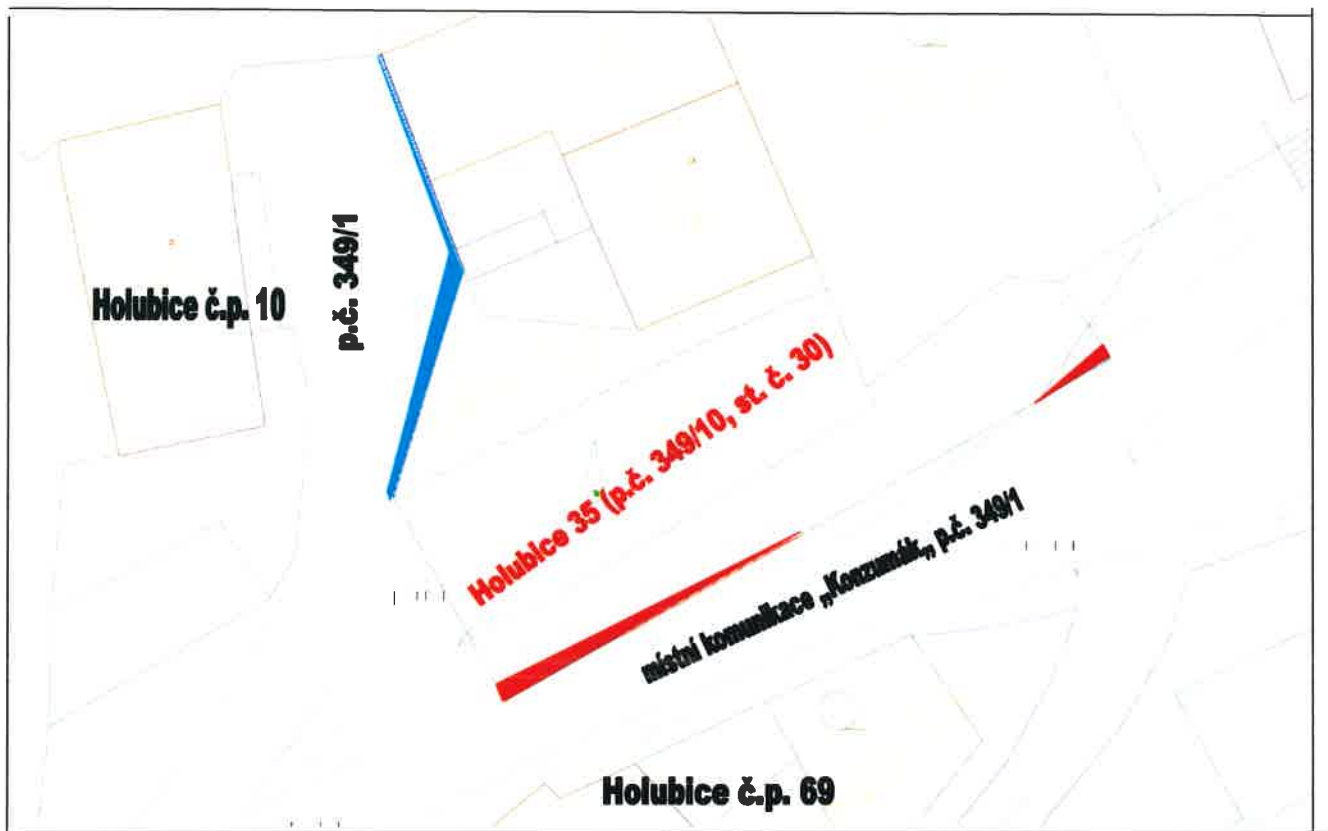 p.č. 349/1
Holubice č.p. 10
Holubice 35 (p.č. 349/10, st. č. 30)
místní komunikace „Konzumák„ p.č. 349/1
Holubice č.p. 69